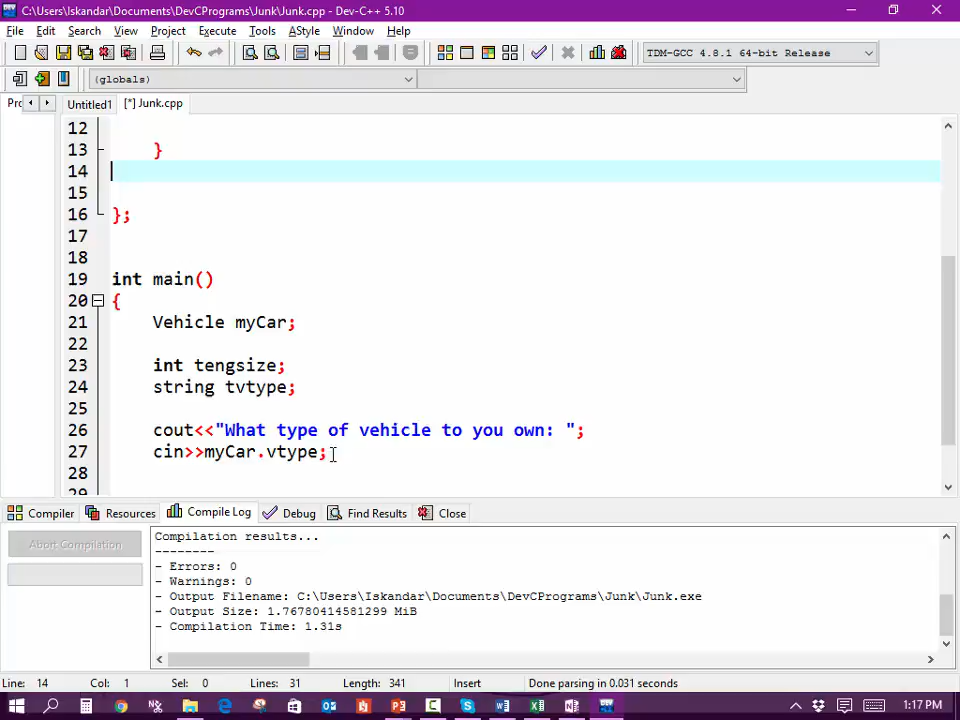 C:\Users\Iskandar\Documents\DevCPrograms\Junk\Junk.cpp - Dev-C++ 5.10
File Edit Search View Project Execute Tools AStyle Window Help
TDM-GCC 4.8.1 64-bit Release
(globals)
Pro Untitled1 [*] Junk.cpp
12
13 }
14
15
16 };
17
18
19 int main()
20 {
21 Vehicle myCar;
22
23 int tengsize;
24 string tvtype;
25
26 cout<<"What type of vehicle to you own: ";
27 cin>>myCar.vtype;
28
29
Compiler Resources Compile Log Debug Find Results Close
Abort Compilation
Compilation results...
--------
- Errors: 0
- Warnings: 0
- Output Filename: C:\Users\Iskandar\Documents\DevCPrograms\Junk\Junk.exe
- Output Size: 1.76780414581299 MiB
- Compilation Time: 1.31s
Line: 14 Col: 1 Sel: 0 Lines: 31 Length: 341 Insert Done parsing in 0.031 seconds
1:17 PM